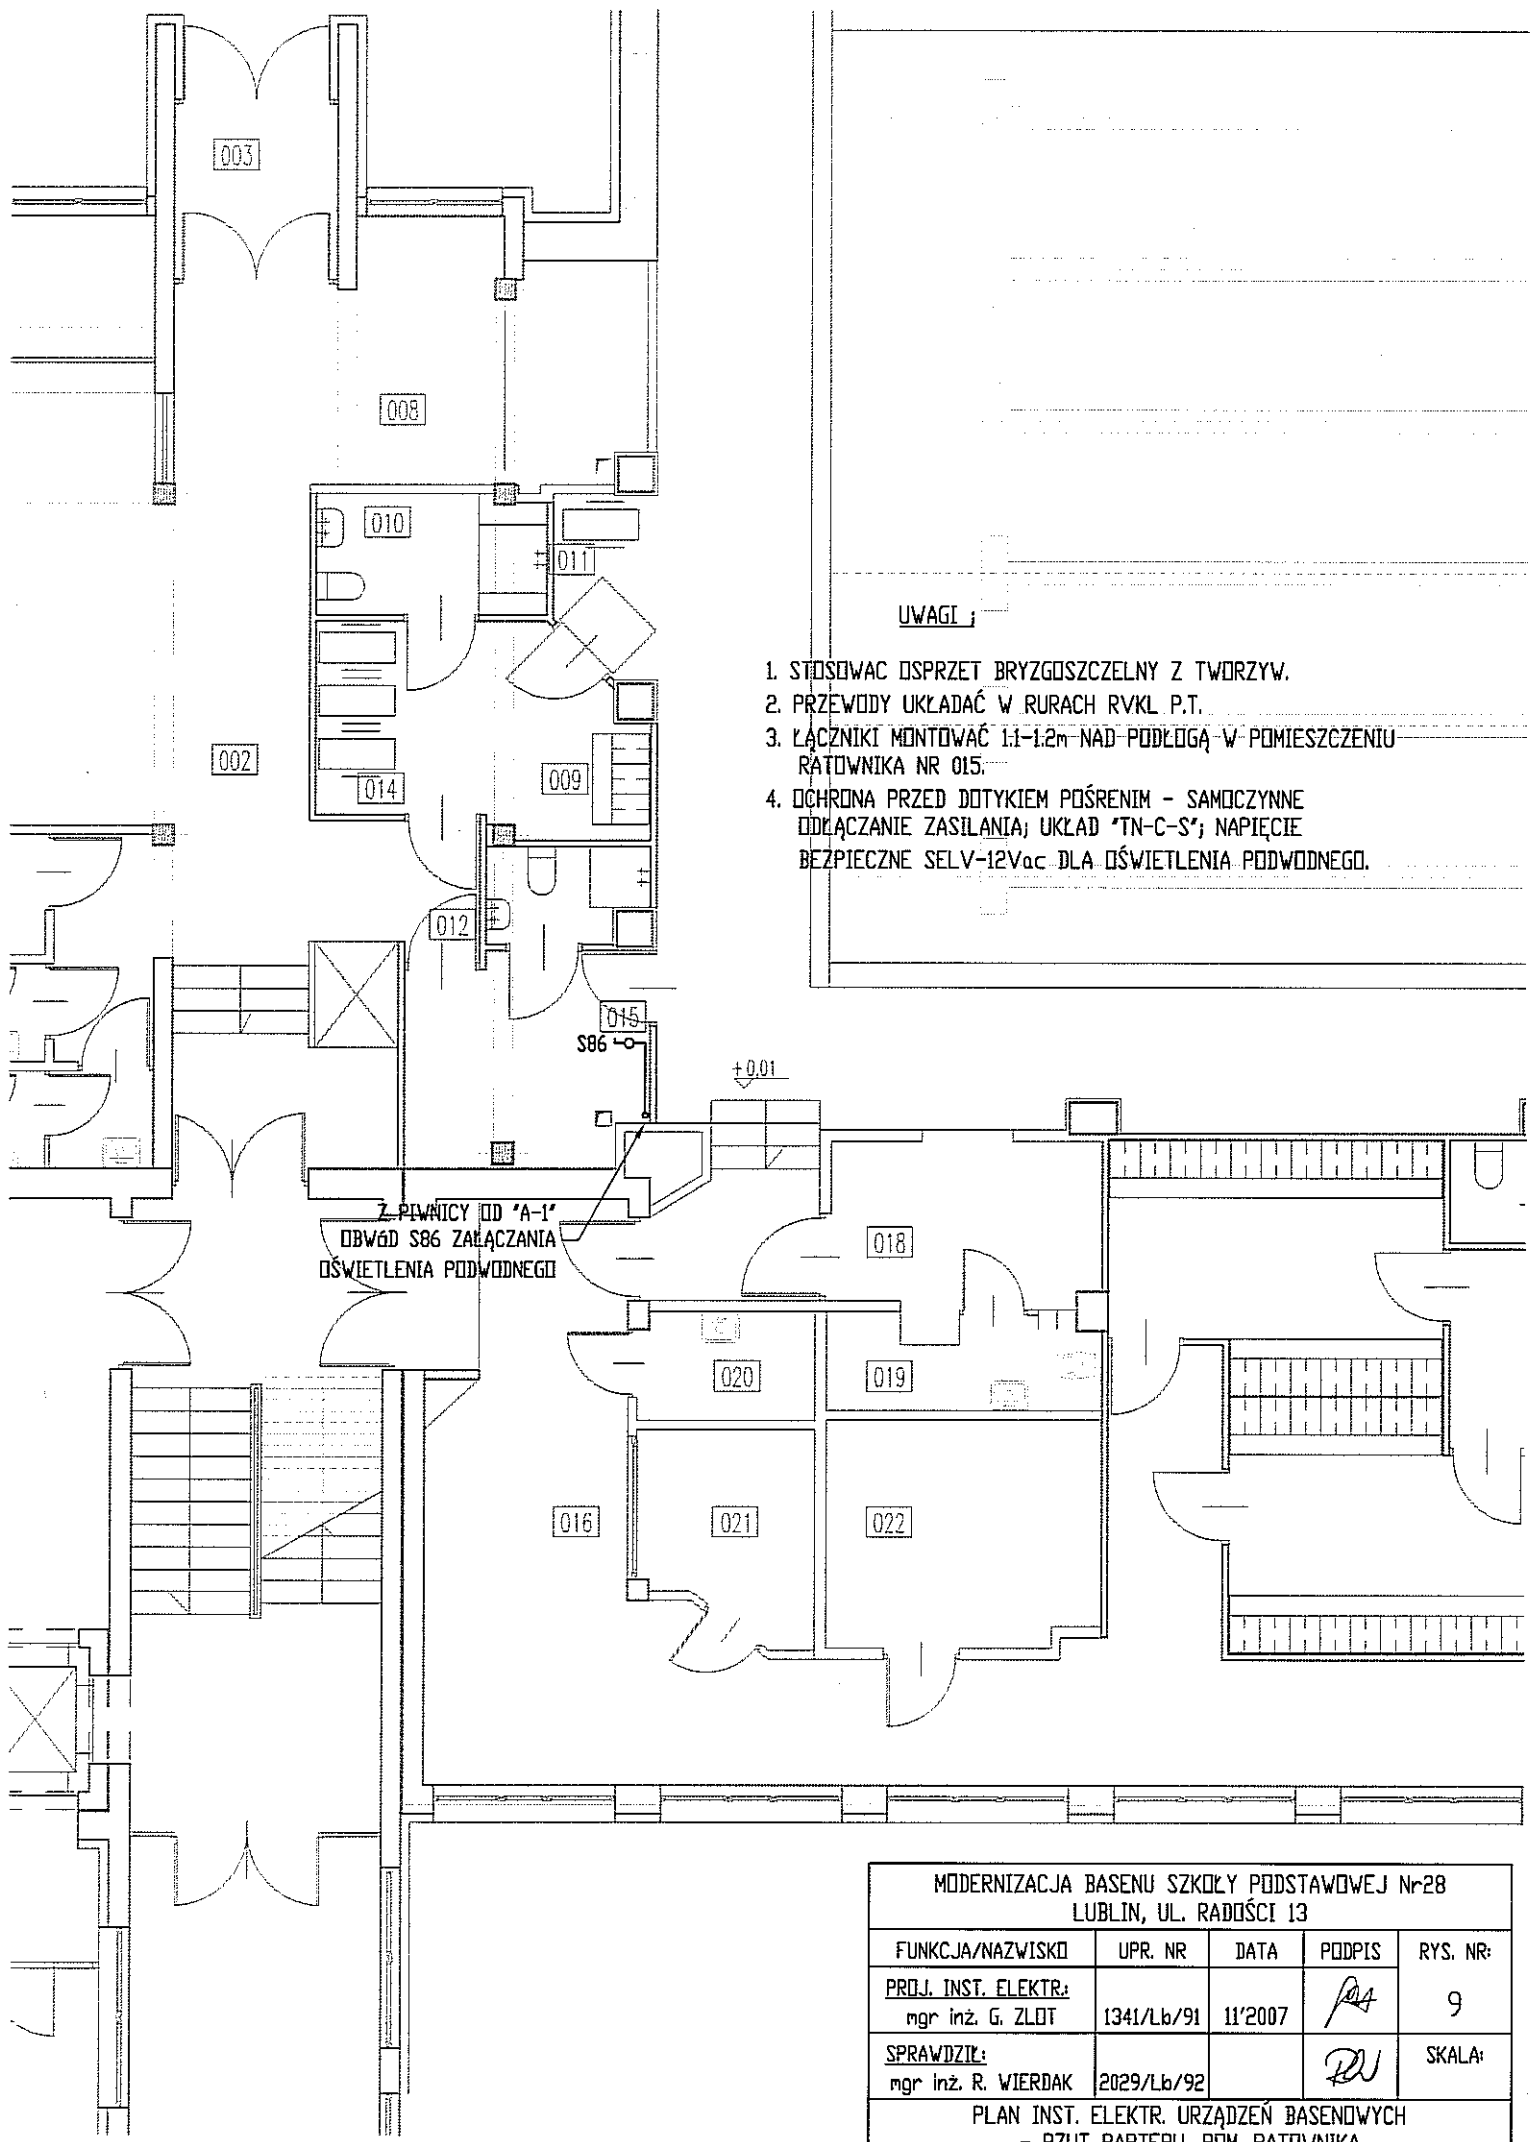 003
008
010
011
UWAGI :
1. STOSOWAC OSPRZET BRYZGOSZCZELNY Z TWORZYW.
2. PRZEWODY UKŁADAĆ W RURACH RVKL P.T.
3. ŁĄCZNIKI MONTOWAĆ 1.1-1.2m NAD PODŁOGĄ W POMIESZCZENIU
RATOWNIKA NR 015.
4. OCHRONA PRZED DOTYKIEM POŚRENIM - SAMOCZYNNE
ODŁĄCZANIE ZASILANIA; UKŁAD "TN-C-S"; NAPIĘCIE
BEZPIECZNE SELV-12Vac DLA OŚWIETLENIA PODWODNEGO.
002
014
009
012
015
S86
+0.01
Z PIWNICY OD "A-1"
OBWÓD S86 ZAŁĄCZANIA
OŚWIETLENIA PODWODNEGO
018
020
019
016
021
022
MODERNIZACJA BASENU SZKOŁY PODSTAWOWEJ Nr28
LUBLIN, UL. RADOŚCI 13
FUNKCJA/NAZWISKO UPR. NR DATA PODPIS RYS. NR:
PROJ. INST. ELEKTR.:
mgr inż. G. ZLOT 1341/Lb/91 11'2007 9
SPRAWDZIŁ: SKALA:
mgr inż. R. WIERDAK 2029/Lb/92
PLAN INST. ELEKTR. URZĄDZEŃ BASENOWYCH
- RZUT PARTERU, POM. RATOWNIKA